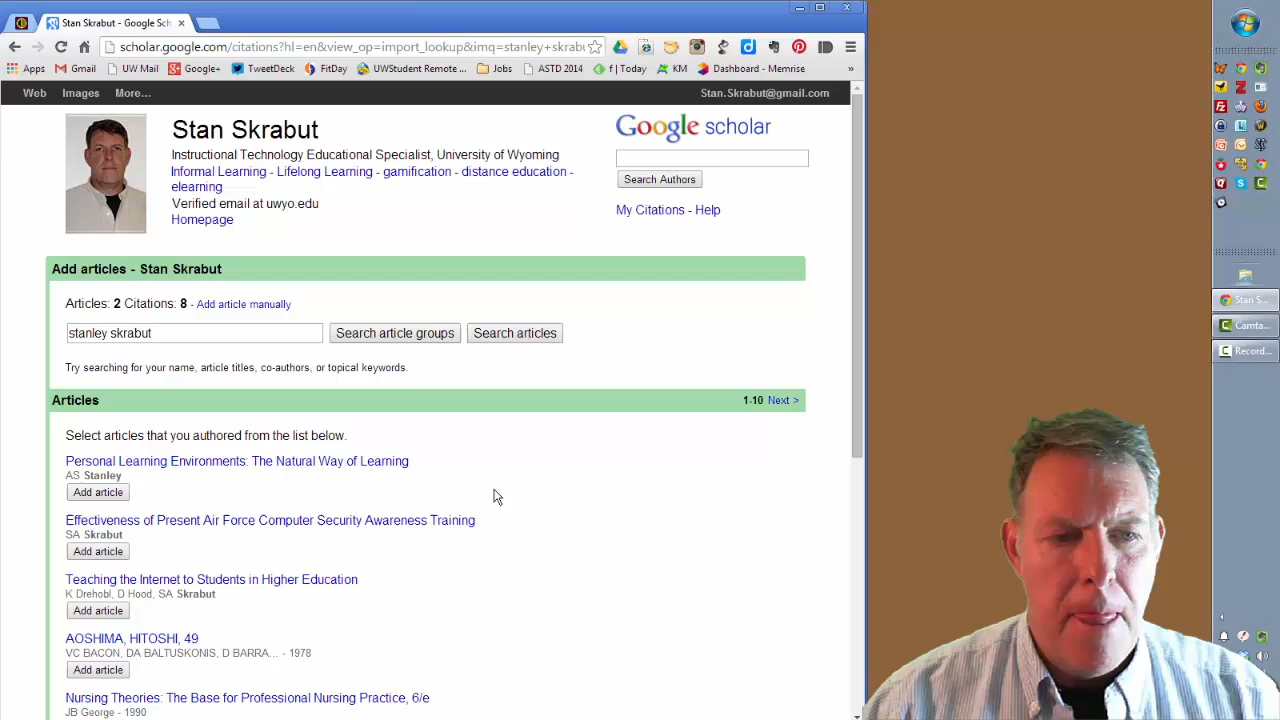 Stan Skrabut - Google Sch
scholar.google.com/citations?hl=en&view_op=import_lookup&imq=stanley+skrabu
Apps
Gmail
UW Mail
Google+
TweetDeck
FitDay
UWStudent Remote ...
Jobs
ASTD 2014
f | Today
KM
Dashboard - Memrise
»
Web Images More...
Stan.Skrabut@gmail.com
Stan Skrabut
Instructional Technology Educational Specialist, University of Wyoming
Informal Learning - Lifelong Learning - gamification - distance education -
elearning
Verified email at uwyo.edu
Homepage
Google scholar
Search Authors
My Citations - Help
Add articles - Stan Skrabut
Articles: 2 Citations: 8 - Add article manually
stanley skrabut
Search article groups
Search articles
Try searching for your name, article titles, co-authors, or topical keywords.
Articles
1-10 Next >
Select articles that you authored from the list below.
Personal Learning Environments: The Natural Way of Learning
AS Stanley
Add article
Effectiveness of Present Air Force Computer Security Awareness Training
SA Skrabut
Add article
Teaching the Internet to Students in Higher Education
K Drehobl, D Hood, SA Skrabut
Add article
AOSHIMA, HITOSHI, 49
VC BACON, DA BALTUSKONIS, D BARRA... - 1978
Add article
Nursing Theories: The Base for Professional Nursing Practice, 6/e
JB George - 1990
Stan S...
Camta...
Record...